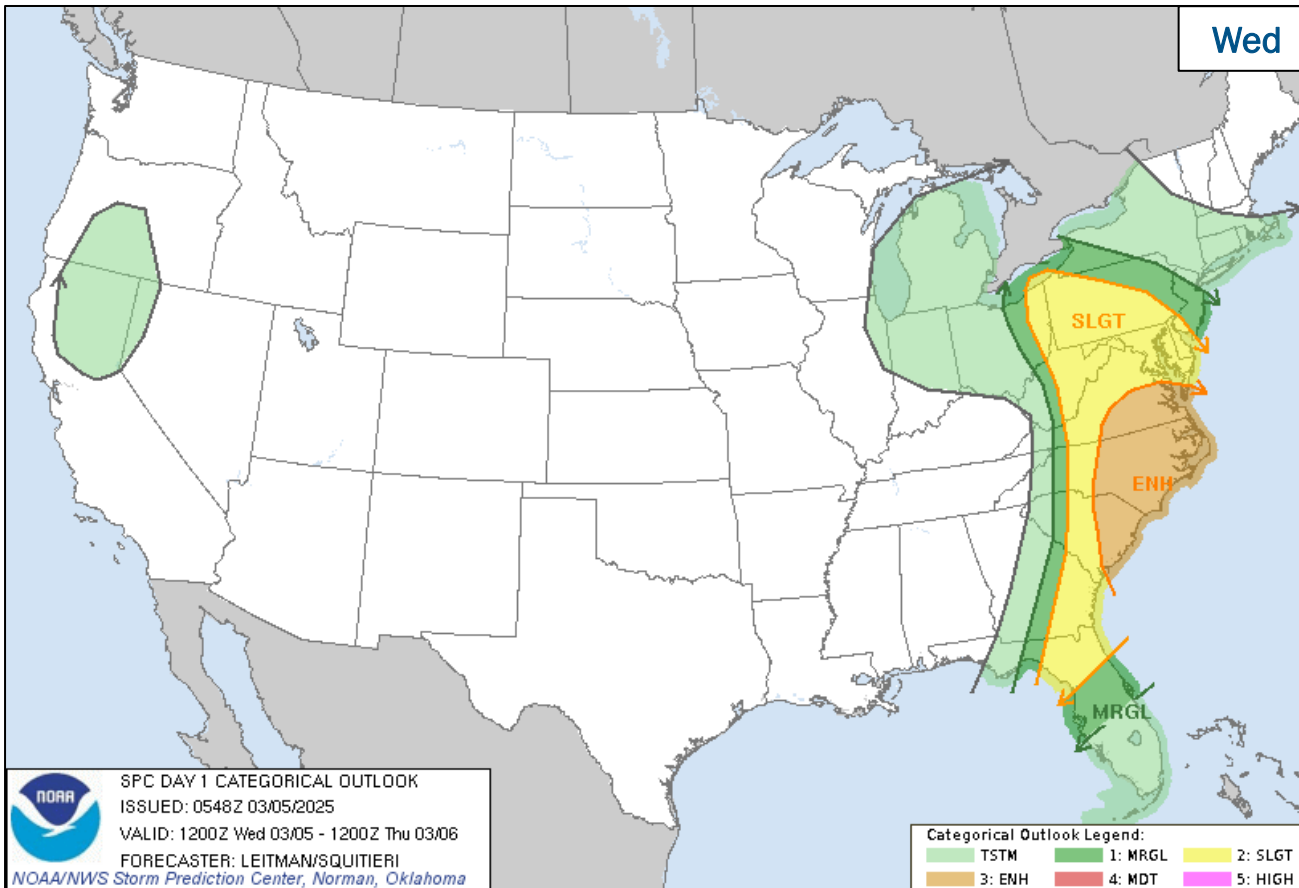 Wed
SLGT
ENH
MRGL
NOAA
SPC DAY 1 CATEGORICAL OUTLOOK
ISSUED: 0548Z 03/05/2025
VALID: 1200Z Wed 03/05 - 1200Z Thu 03/06
FORECASTER: LEITMAN/SQUITIERI
NOAA/NWS Storm Prediction Center, Norman, Oklahoma
Categorical Outlook Legend:
TSTM 1: MRGL 2: SLGT
3: ENH 4: MDT 5: HIGH